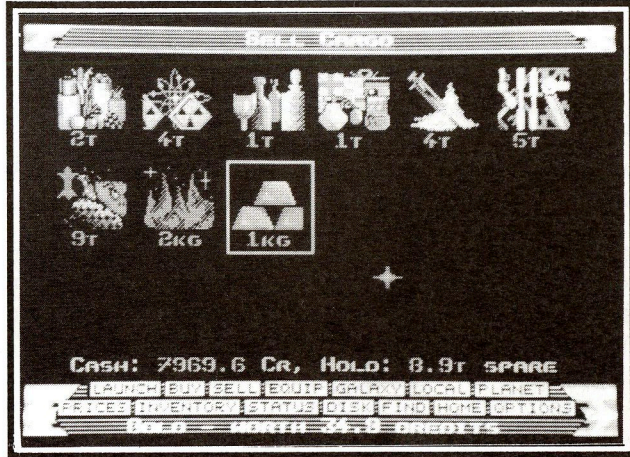 SELL CARGO
2T 4T 1T 1T 4T 5T
9T 2KG 1KG
CASH: 7969.6 CR, HOLD: 8.9T SPARE
LAUNCH BUY SELL EQUIP GALAXY LOCAL PLANET
PRICES INVENTORY STATUS DISK FIND HOME OPTIONS
GOLD - WORTH 34.0 CREDITS